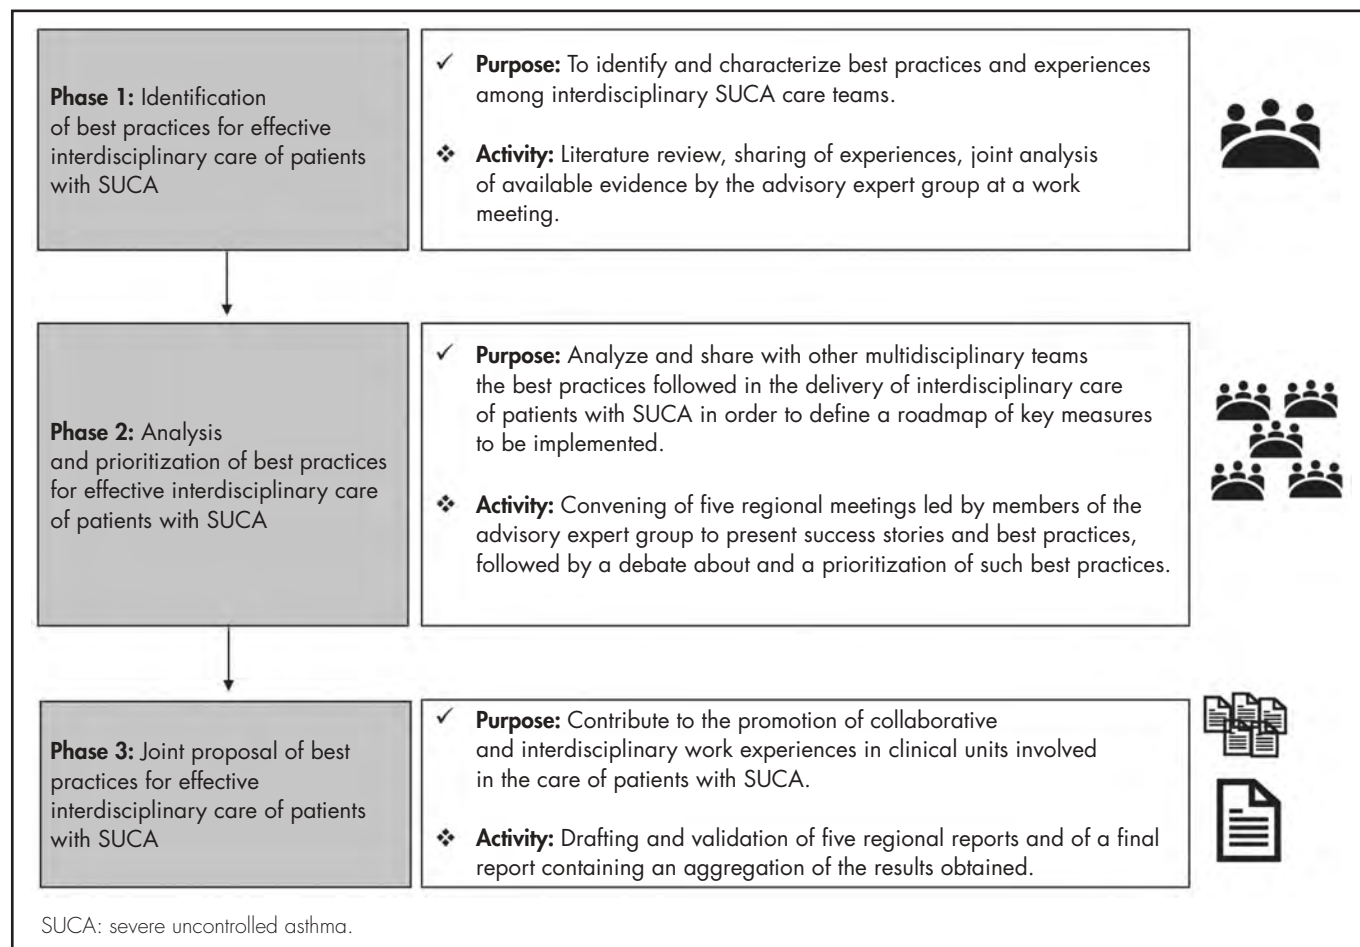 Phase 1: Identification
of best practices for effective
interdisciplinary care of patients
with SUCA
✓ Purpose: To identify and characterize best practices and experiences
among interdisciplinary SUCA care teams.
❖ Activity: Literature review, sharing of experiences, joint analysis
of available evidence by the advisory expert group at a work
meeting.
Phase 2: Analysis
and prioritization of best practices
for effective interdisciplinary care
of patients with SUCA
✓ Purpose: Analyze and share with other multidisciplinary teams
the best practices followed in the delivery of interdisciplinary care
of patients with SUCA in order to define a roadmap of key measures
to be implemented.
❖ Activity: Convening of five regional meetings led by members of the
advisory expert group to present success stories and best practices,
followed by a debate about and a prioritization of such best practices.
Phase 3: Joint proposal of best
practices for effective
interdisciplinary care of patients
with SUCA
✓ Purpose: Contribute to the promotion of collaborative
and interdisciplinary work experiences in clinical units involved
in the care of patients with SUCA.
❖ Activity: Drafting and validation of five regional reports and of a final
report containing an aggregation of the results obtained.
SUCA: severe uncontrolled asthma.